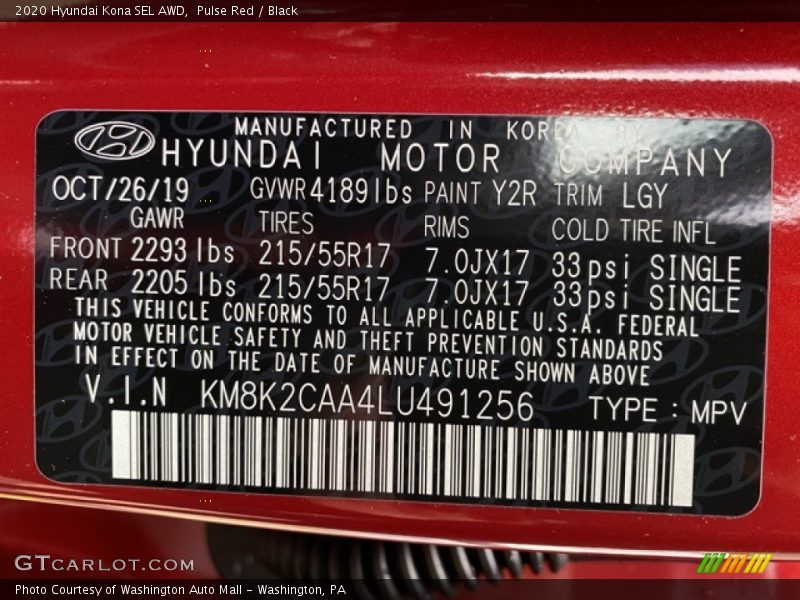 2020 Hyundai Kona SEL AWD,  Pulse Red / Black
MANUFACTURED IN KOREA BY
HYUNDAI MOTOR COMPANY
OCT/26/19 GVWR 4189lbs PAINT Y2R TRIM LGY
GAWR TIRES RIMS COLD TIRE INFL
FRONT 2293 lbs 215/55R17 7.0JX17 33psi SINGLE
REAR 2205 lbs 215/55R17 7.0JX17 33psi SINGLE
THIS VEHICLE CONFORMS TO ALL APPLICABLE U.S.A. FEDERAL
MOTOR VEHICLE SAFETY AND THEFT PREVENTION STANDARDS
IN EFFECT ON THE DATE OF MANUFACTURE SHOWN ABOVE
V.I.N KM8K2CAA4LU491256 TYPE : MPV
GTCARLOT.COM
Photo Courtesy of Washington Auto Mall - Washington, PA